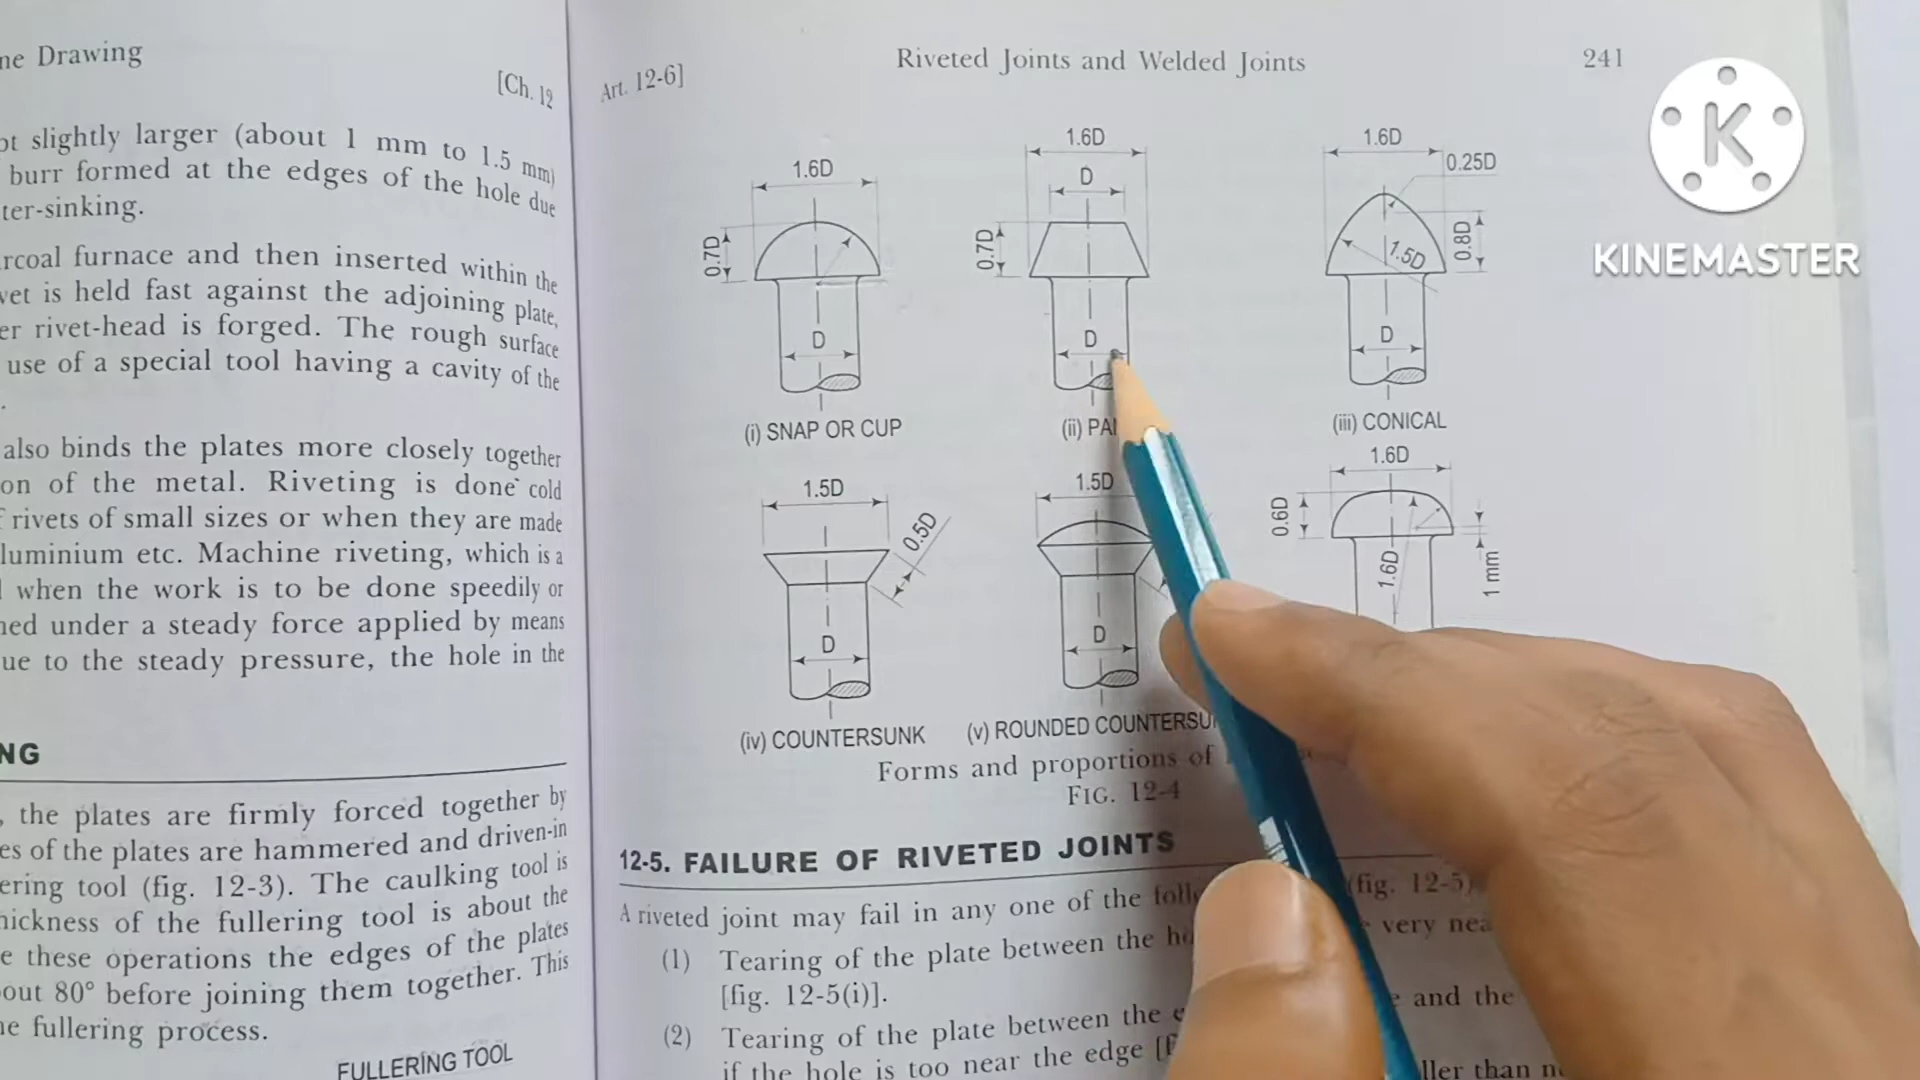 ne Drawing
[Ch. 12
ot slightly larger (about 1 mm to 1.5 mm)
burr formed at the edges of the hole due
ter-sinking.
rcoal furnace and then inserted within the
vet is held fast against the adjoining plate,
er rivet-head is forged. The rough surface
use of a special tool having a cavity of the
.
also binds the plates more closely together
on of the metal. Riveting is done cold
rivets of small sizes or when they are made
luminium etc. Machine riveting, which is a
when the work is to be done speedily or
ned under a steady force applied by means
ue to the steady pressure, the hole in the
NG
, the plates are firmly forced together by
es of the plates are hammered and driven-in
ering tool (fig. 12-3). The caulking tool is
hickness of the fullering tool is about the
e these operations the edges of the plates
out 80° before joining them together. This
he fullering process.
FULLERING TOOL
Art. 12-6]
Riveted Joints and Welded Joints
241
1.6D
0.7D
D
(i) SNAP OR CUP
1.6D
D
0.7D
D
(ii) PA
1.6D
0.25D
0.8D
1.5D
D
(iii) CONICAL
1.5D
0.5D
D
(iv) COUNTERSUNK
1.5D
D
(v) ROUNDED COUNTERSU
1.6D
0.6D
1.6D
1 mm
Forms and proportions of
FIG. 12-4
12-5. FAILURE OF RIVETED JOINTS
A riveted joint may fail in any one of the foll (fig. 12-5)
(1) Tearing of the plate between the ho very nea
[fig. 12-5(i)].
(2) Tearing of the plate between the e and the
if the hole is too near the edge [f ller than
K
KINEMASTER